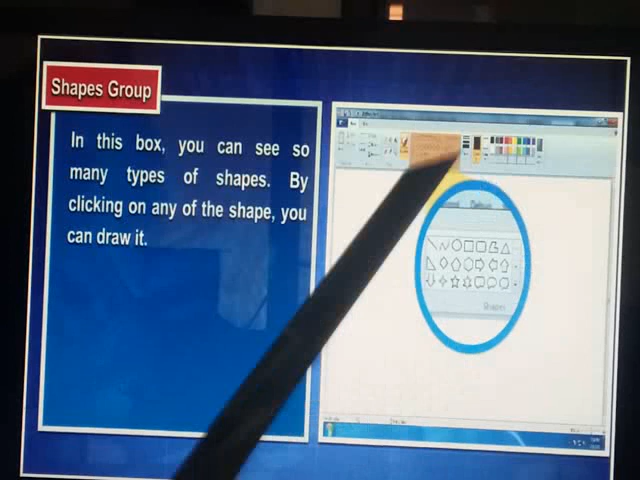 Shapes Group
In this box, you can see so
many types of shapes. By
clicking on any of the shape, you
can draw it.
Shapes